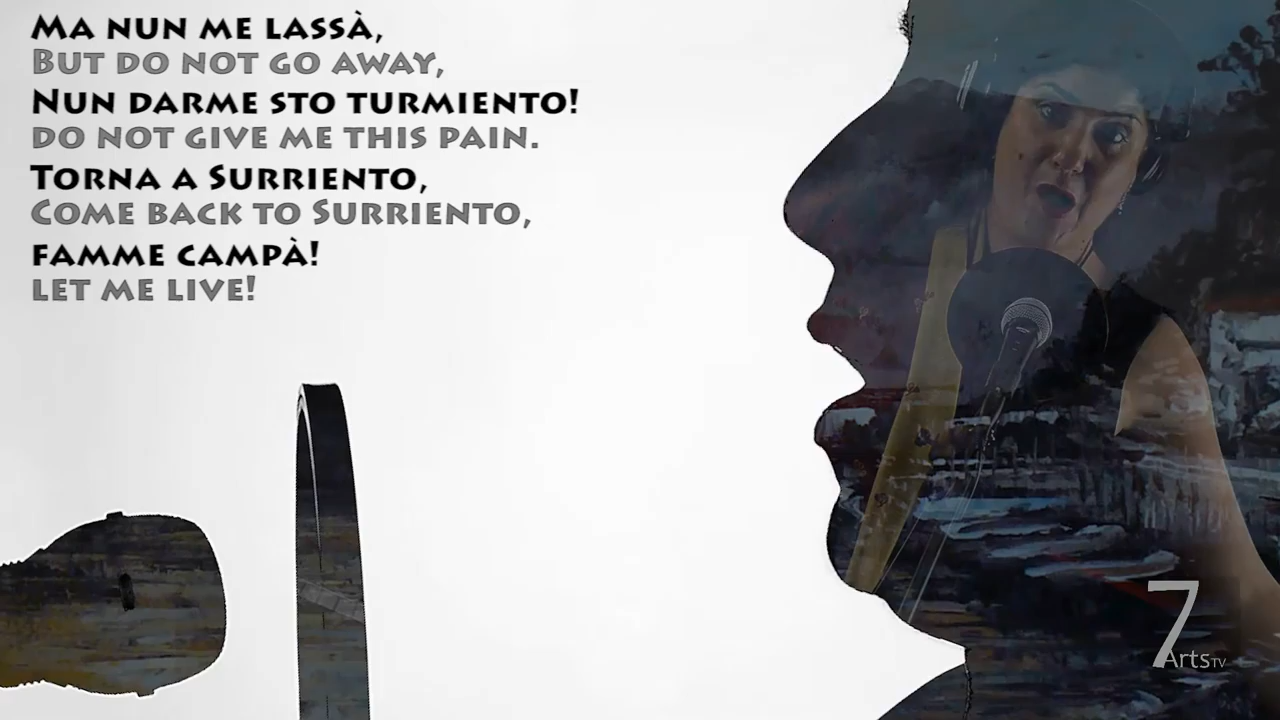 Ma nun me lassà,
But do not go away,
Nun darme sto turmiento!
do not give me this pain.
Torna a Surriento,
Come back to Surriento,
famme campà!
let me live!
7
Arts TV